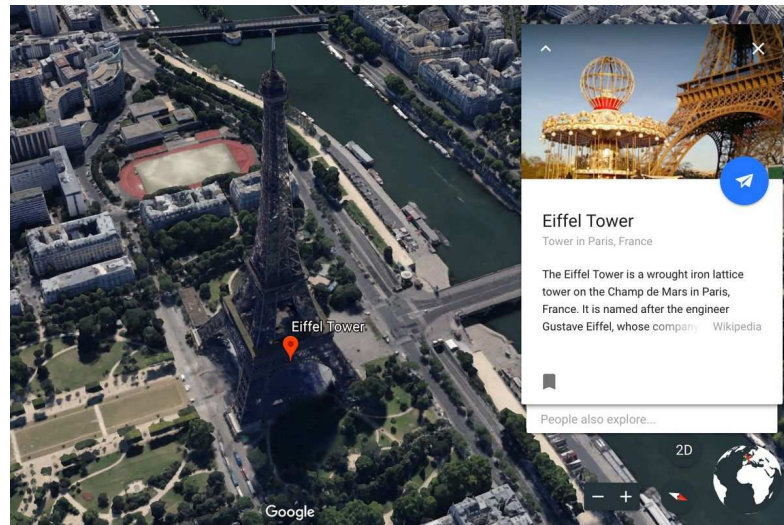 Eiffel Tower
Eiffel Tower
Tower in Paris, France
The Eiffel Tower is a wrought iron lattice
tower on the Champ de Mars in Paris,
France. It is named after the engineer
Gustave Eiffel, whose company Wikipedia
People also explore...
2D
Google